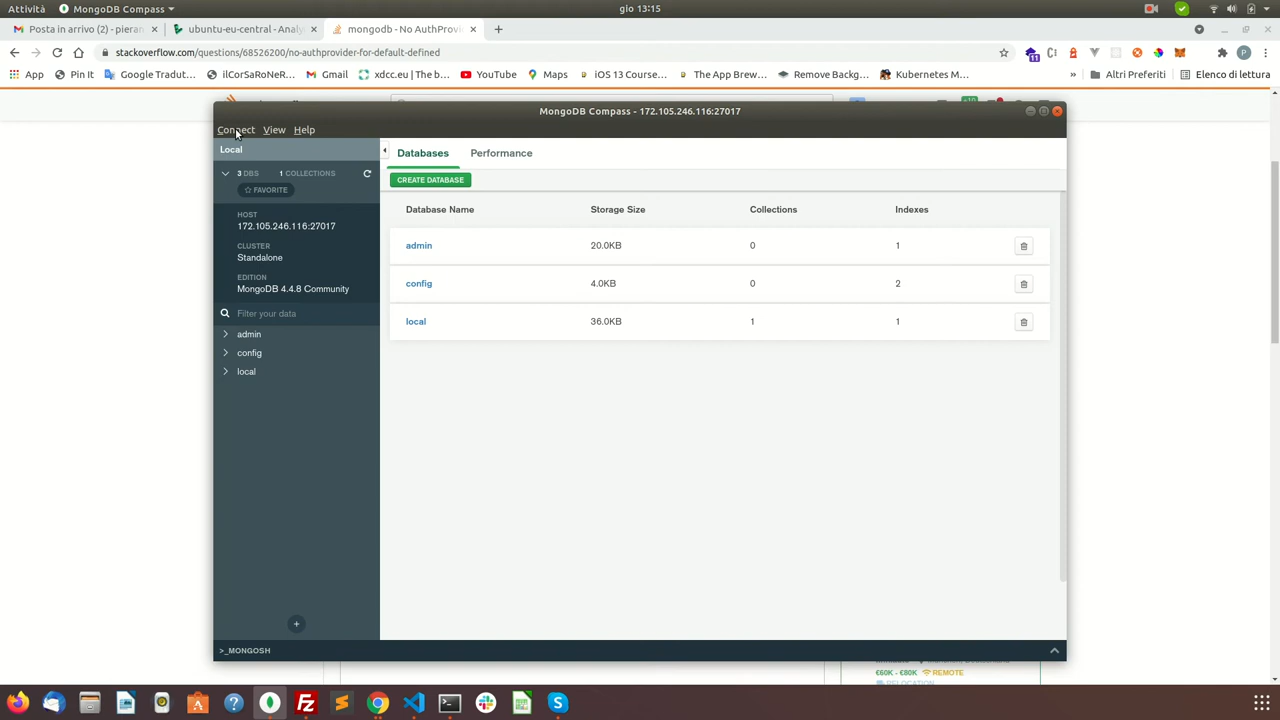 Attività
MongoDB Compass
gio 13:15
Posta in arrivo (2) - pieran
ubuntu-eu-central - Analy
mongodb - No AuthProvi
stackoverflow.com/questions/68526200/no-authprovider-for-default-defined
P
App
Pin It
Google Tradut...
ilCorSaRoNeR...
Gmail
xdcc.eu | The b...
YouTube
Maps
iOS 13 Course...
The App Brew...
Remove Backg...
Kubernetes M...
»
Altri Preferiti
Elenco di lettura
MongoDB Compass - 172.105.246.116:27017
Connect
View
Help
Local
3 DBS
1 COLLECTIONS
FAVORITE
HOST
172.105.246.116:27017
CLUSTER
Standalone
EDITION
MongoDB 4.4.8 Community
Filter your data
admin
config
local
Databases
Performance
CREATE DATABASE
Database Name
Storage Size
Collections
Indexes
admin
20.0KB
0
1
config
4.0KB
0
2
local
36.0KB
1
1
>_MONGOSH
€60K - €80K
REMOTE
RELOCATION